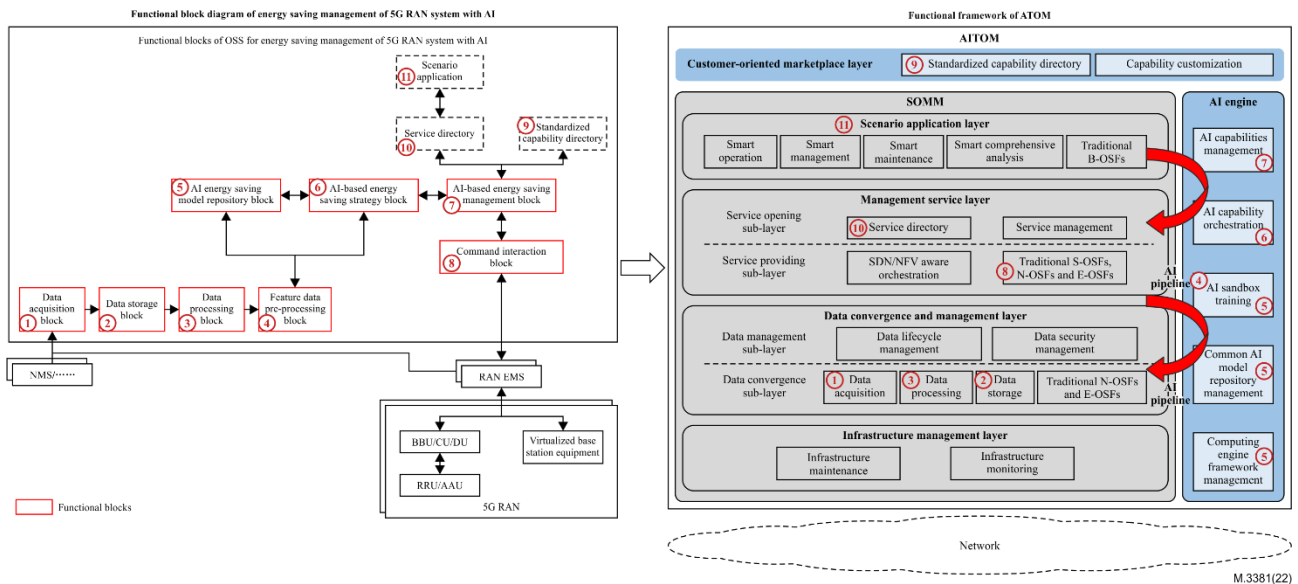 Functional block diagram of energy saving management of 5G RAN system with AI
Functional blocks of OSS for energy saving management of 5G RAN system with AI
Scenario
application
11
Service directory
10
9
Standardized
capability directory
5
AI energy saving
model repository block
6
AI-based energy
saving strategy block
AI-based energy saving
management block
7
Command interaction
block
8
Data
acquisition
block
1
Data storage
block
2
Data
processing
block
3
Feature data
pre-processing
block
4
NMS/······
RAN EMS
BBU/CU/DU
Virtualized base
station equipment
RRU/AAU
5G RAN
Functional blocks
Functional framework of ATOM
AITOM
Customer-oriented marketplace layer
9
Standardized capability directory
Capability customization
SOMM
11
Scenario application layer
Smart
operation
Smart
management
Smart
maintenance
Smart comprehensive
analysis
Traditional
B-OSFs
Management service layer
Service opening
sub-layer
10
Service directory
Service management
Service providing
sub-layer
SDN/NFV aware
orchestration
8
Traditional S-OSFs,
N-OSFs and E-OSFs
AI
pipeline
Data convergence and management layer
Data management
sub-layer
Data lifecycle
management
Data security
management
Data convergence
sub-layer
1
Data
acquisition
3
Data
processing
2
Data
storage
Traditional N-OSFs
and E-OSFs
AI
pipeline
Infrastructure management layer
Infrastructure
maintenance
Infrastructure
monitoring
AI engine
AI capabilities
management
7
AI capability
orchestration
6
4
AI sandbox
training
5
Common AI
model
repository
management
5
Computing
engine
framework
management
5
Network
M.3381(22)